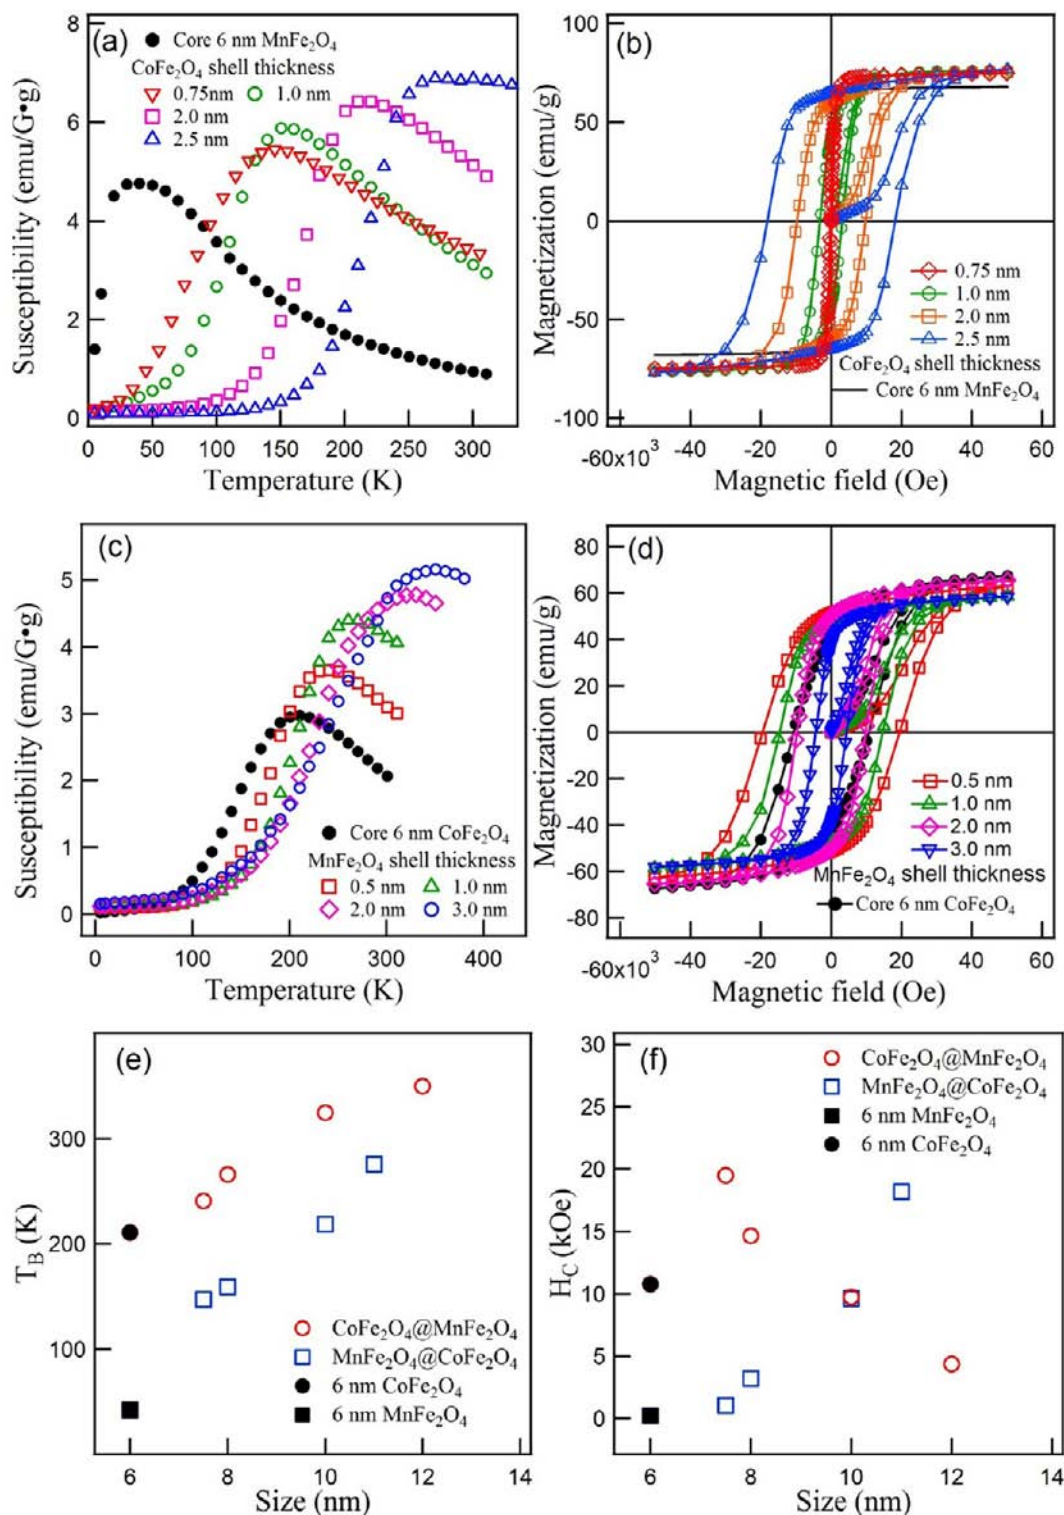 (a)
Core 6 nm MnFe₂O₄
CoFe₂O₄ shell thickness
0.75nm
1.0 nm
2.0 nm
2.5 nm
Susceptibility (emu/G•g)
8
6
4
2
0
0
50
100
150
200
250
300
Temperature (K)
(b)
Magnetization (emu/g)
100
50
0
-50
-100
0.75 nm
1.0 nm
2.0 nm
2.5 nm
CoFe₂O₄ shell thickness
Core 6 nm MnFe₂O₄
-60x10³
-40
-20
0
20
40
60
Magnetic field (Oe)
(c)
Susceptibility (emu/G•g)
5
4
3
2
1
0
Core 6 nm CoFe₂O₄
MnFe₂O₄ shell thickness
0.5 nm
1.0 nm
2.0 nm
3.0 nm
0
100
200
300
400
Temperature (K)
(d)
Magnetization (emu/g)
80
60
40
20
0
-20
-40
-60
-80
0.5 nm
1.0 nm
2.0 nm
3.0 nm
MnFe₂O₄ shell thickness
Core 6 nm CoFe₂O₄
-60x10³
-40
-20
0
20
40
60
Magnetic field (Oe)
(e)
T_B (K)
300
200
100
CoFe₂O₄@MnFe₂O₄
MnFe₂O₄@CoFe₂O₄
6 nm CoFe₂O₄
6 nm MnFe₂O₄
6
8
10
12
14
Size (nm)
(f)
H_C (kOe)
30
25
20
15
10
5
0
CoFe₂O₄@MnFe₂O₄
MnFe₂O₄@CoFe₂O₄
6 nm MnFe₂O₄
6 nm CoFe₂O₄
6
8
10
12
14
Size (nm)